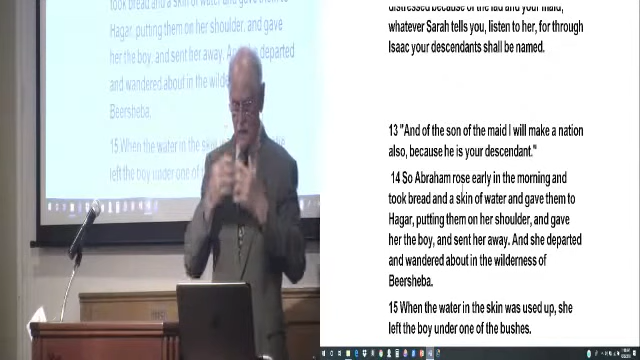 took bread and a skin of water and gave them to
Hagar, putting them on her shoulder, and gave
her the boy, and sent her away. departed
and wandered about in the
Beersheba.
15 When the water in the skin
left the boy under one of
distressed because of the lad and your maid,
whatever Sarah tells you, listen to her, for through
Isaac your descendants shall be named.
13 "And of the son of the maid I will make a nation
also, because he is your descendant."
14 So Abraham rose early in the morning and
took bread and a skin of water and gave them to
Hagar, putting them on her shoulder, and gave
her the boy, and sent her away. And she departed
and wandered about in the wilderness of
Beersheba.
15 When the water in the skin was used up, she
left the boy under one of the bushes.